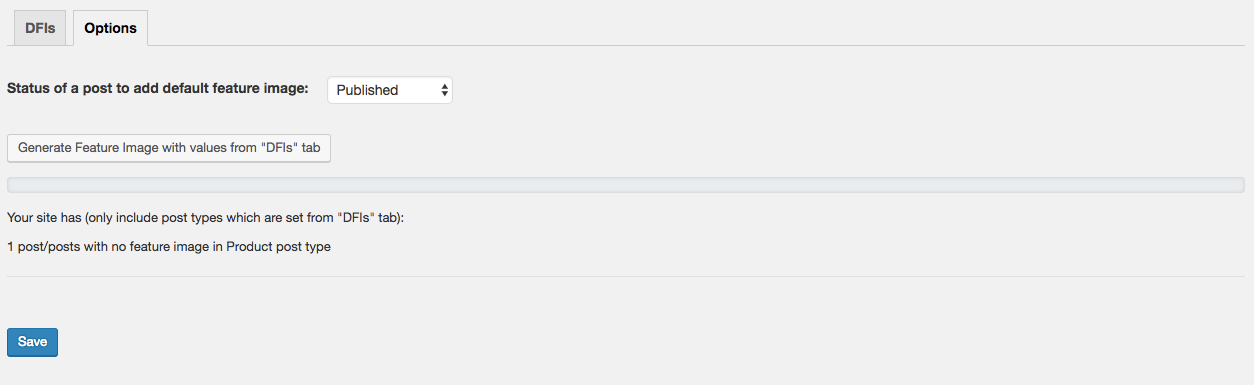 DFIs Options
Status of a post to add default feature image: Published
Generate Feature Image with values from "DFIs" tab
Your site has (only include post types which are set from "DFIs" tab):
1 post/posts with no feature image in Product post type
Save